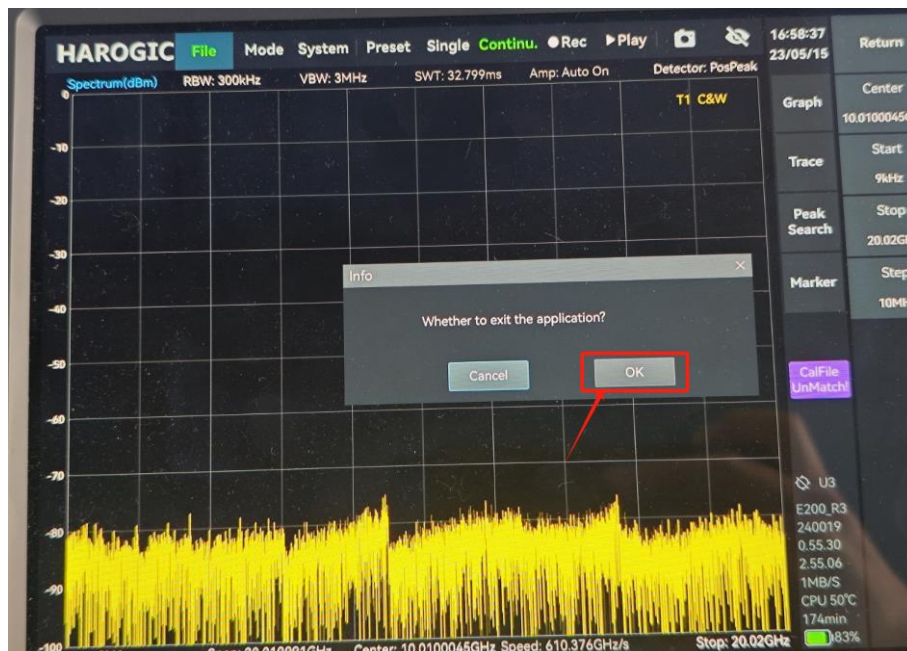 HAROGIC File Mode System Preset Single Continu. Rec Play
16:58:37
23/05/15
Return
Spectrum(dBm) RBW: 300kHz VBW: 3MHz SWT: 32.799ms Amp: Auto On Detector: PosPeak
0
T1 C&W
Graph
Center
-10
Trace
Start
9kHz
-20
Peak
Search
Stop
-30
Marker
Step
-40
Info
Whether to exit the application?
Cancel OK
-50
CalFile
UnMatch!
-60
-70
U3
E200_R3
240019
-80
0.55.30
2.55.06
-90
1MB/S
CPU 50°C
174min
83%
-100
Center: 10.0100045GHz Speed: 610.376GHz/s Stop: 20.02GHz